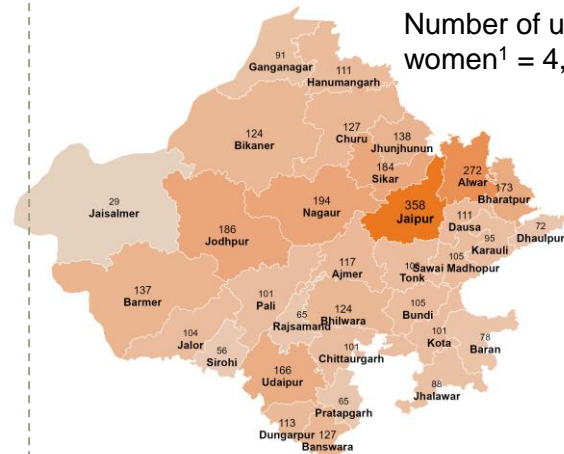 Number of u
women¹ = 4,
91
Ganganagar
111
Hanumangarh
124
Bikaner
127
Churu
138
Jhunjhunun
184
Sikar
272
Alwar
173
Bharatpur
29
Jaisalmer
186
Jodhpur
194
Nagaur
358
Jaipur
111
Dausa
72
Dhaulpur
95
Karauli
137
Barmer
117
Ajmer
Tonk
105
Sawai Madhopur
101
Pali
65
Rajsamand
124
Bhilwara
105
Bundi
104
Jalor
56
Sirohi
101
Chittaurgarh
101
Kota
78
Baran
166
Udaipur
65
Pratapgarh
88
Jhalawar
113
Dungarpur
127
Banswara